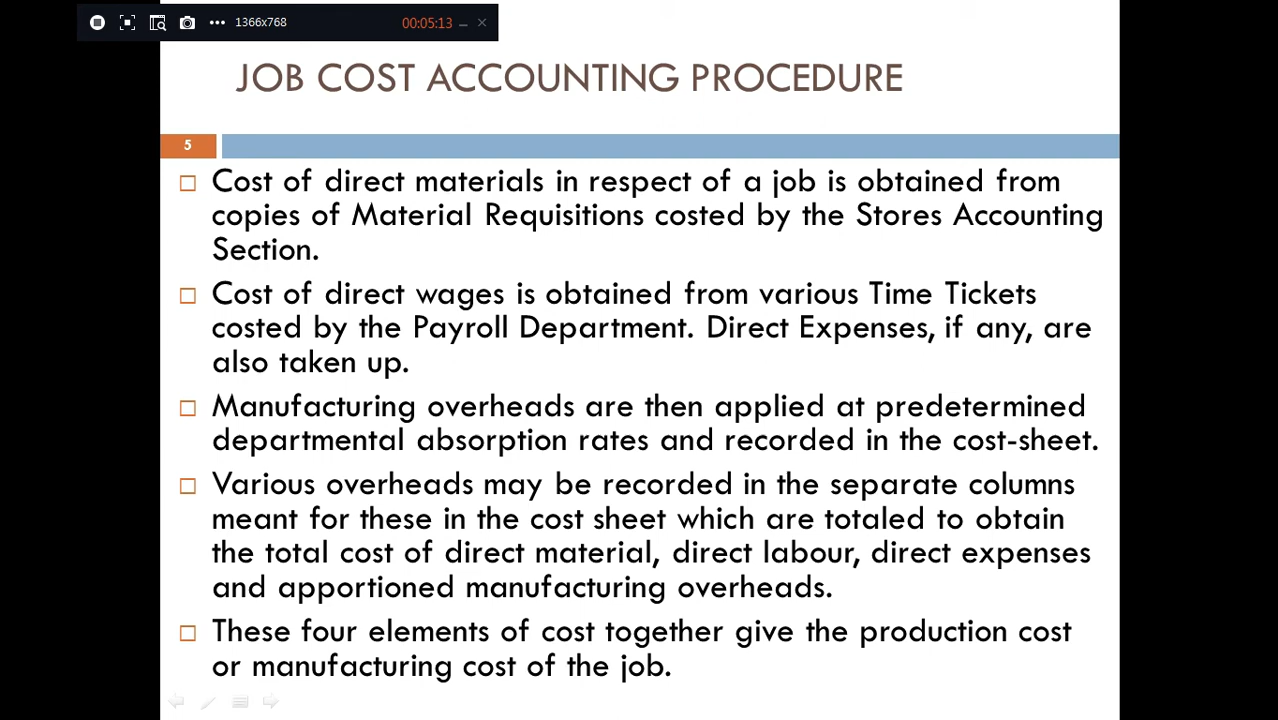 1366x768
00:05:13
JOB COST ACCOUNTING PROCEDURE
5
Cost of direct materials in respect of a job is obtained from
copies of Material Requisitions costed by the Stores Accounting
Section.
Cost of direct wages is obtained from various Time Tickets
costed by the Payroll Department. Direct Expenses, if any, are
also taken up.
Manufacturing overheads are then applied at predetermined
departmental absorption rates and recorded in the cost-sheet.
Various overheads may be recorded in the separate columns
meant for these in the cost sheet which are totaled to obtain
the total cost of direct material, direct labour, direct expenses
and apportioned manufacturing overheads.
These four elements of cost together give the production cost
or manufacturing cost of the job.